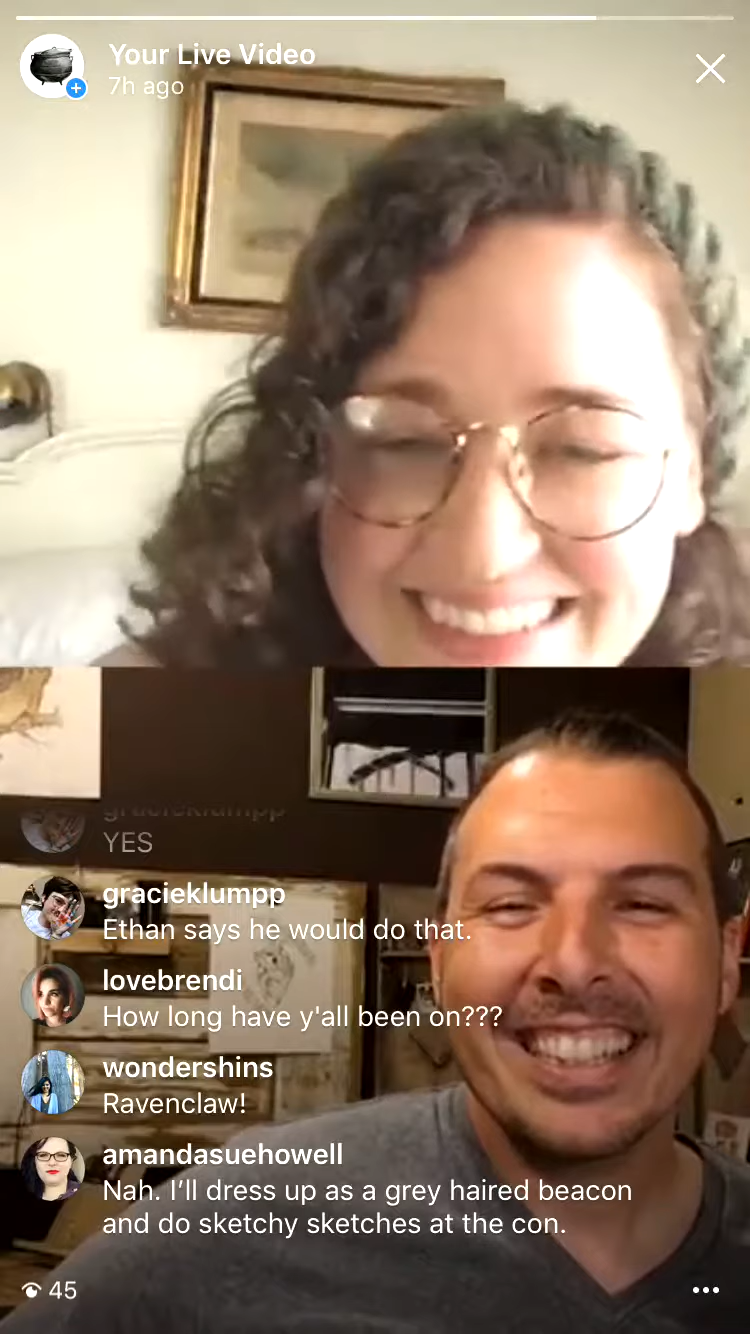 Your Live Video
7h ago
gracieklumpp
YES
gracieklumpp
Ethan says he would do that.
lovebrendi
How long have y'all been on???
wondershins
Ravenclaw!
amandasuehowell
Nah. I’ll dress up as a grey haired beacon
and do sketchy sketches at the con.
45